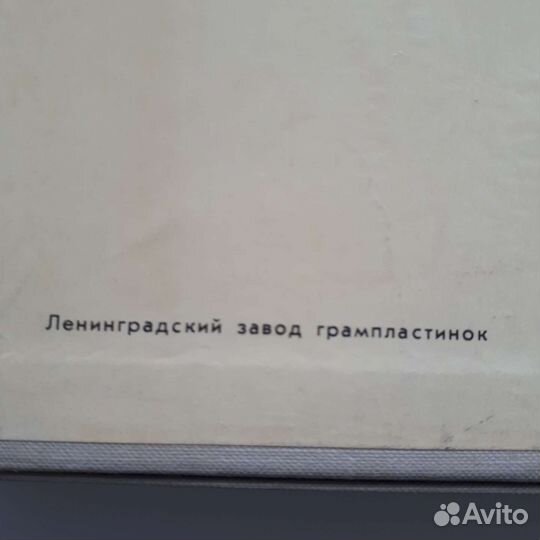 Ленинградский завод грампластинок
Avito